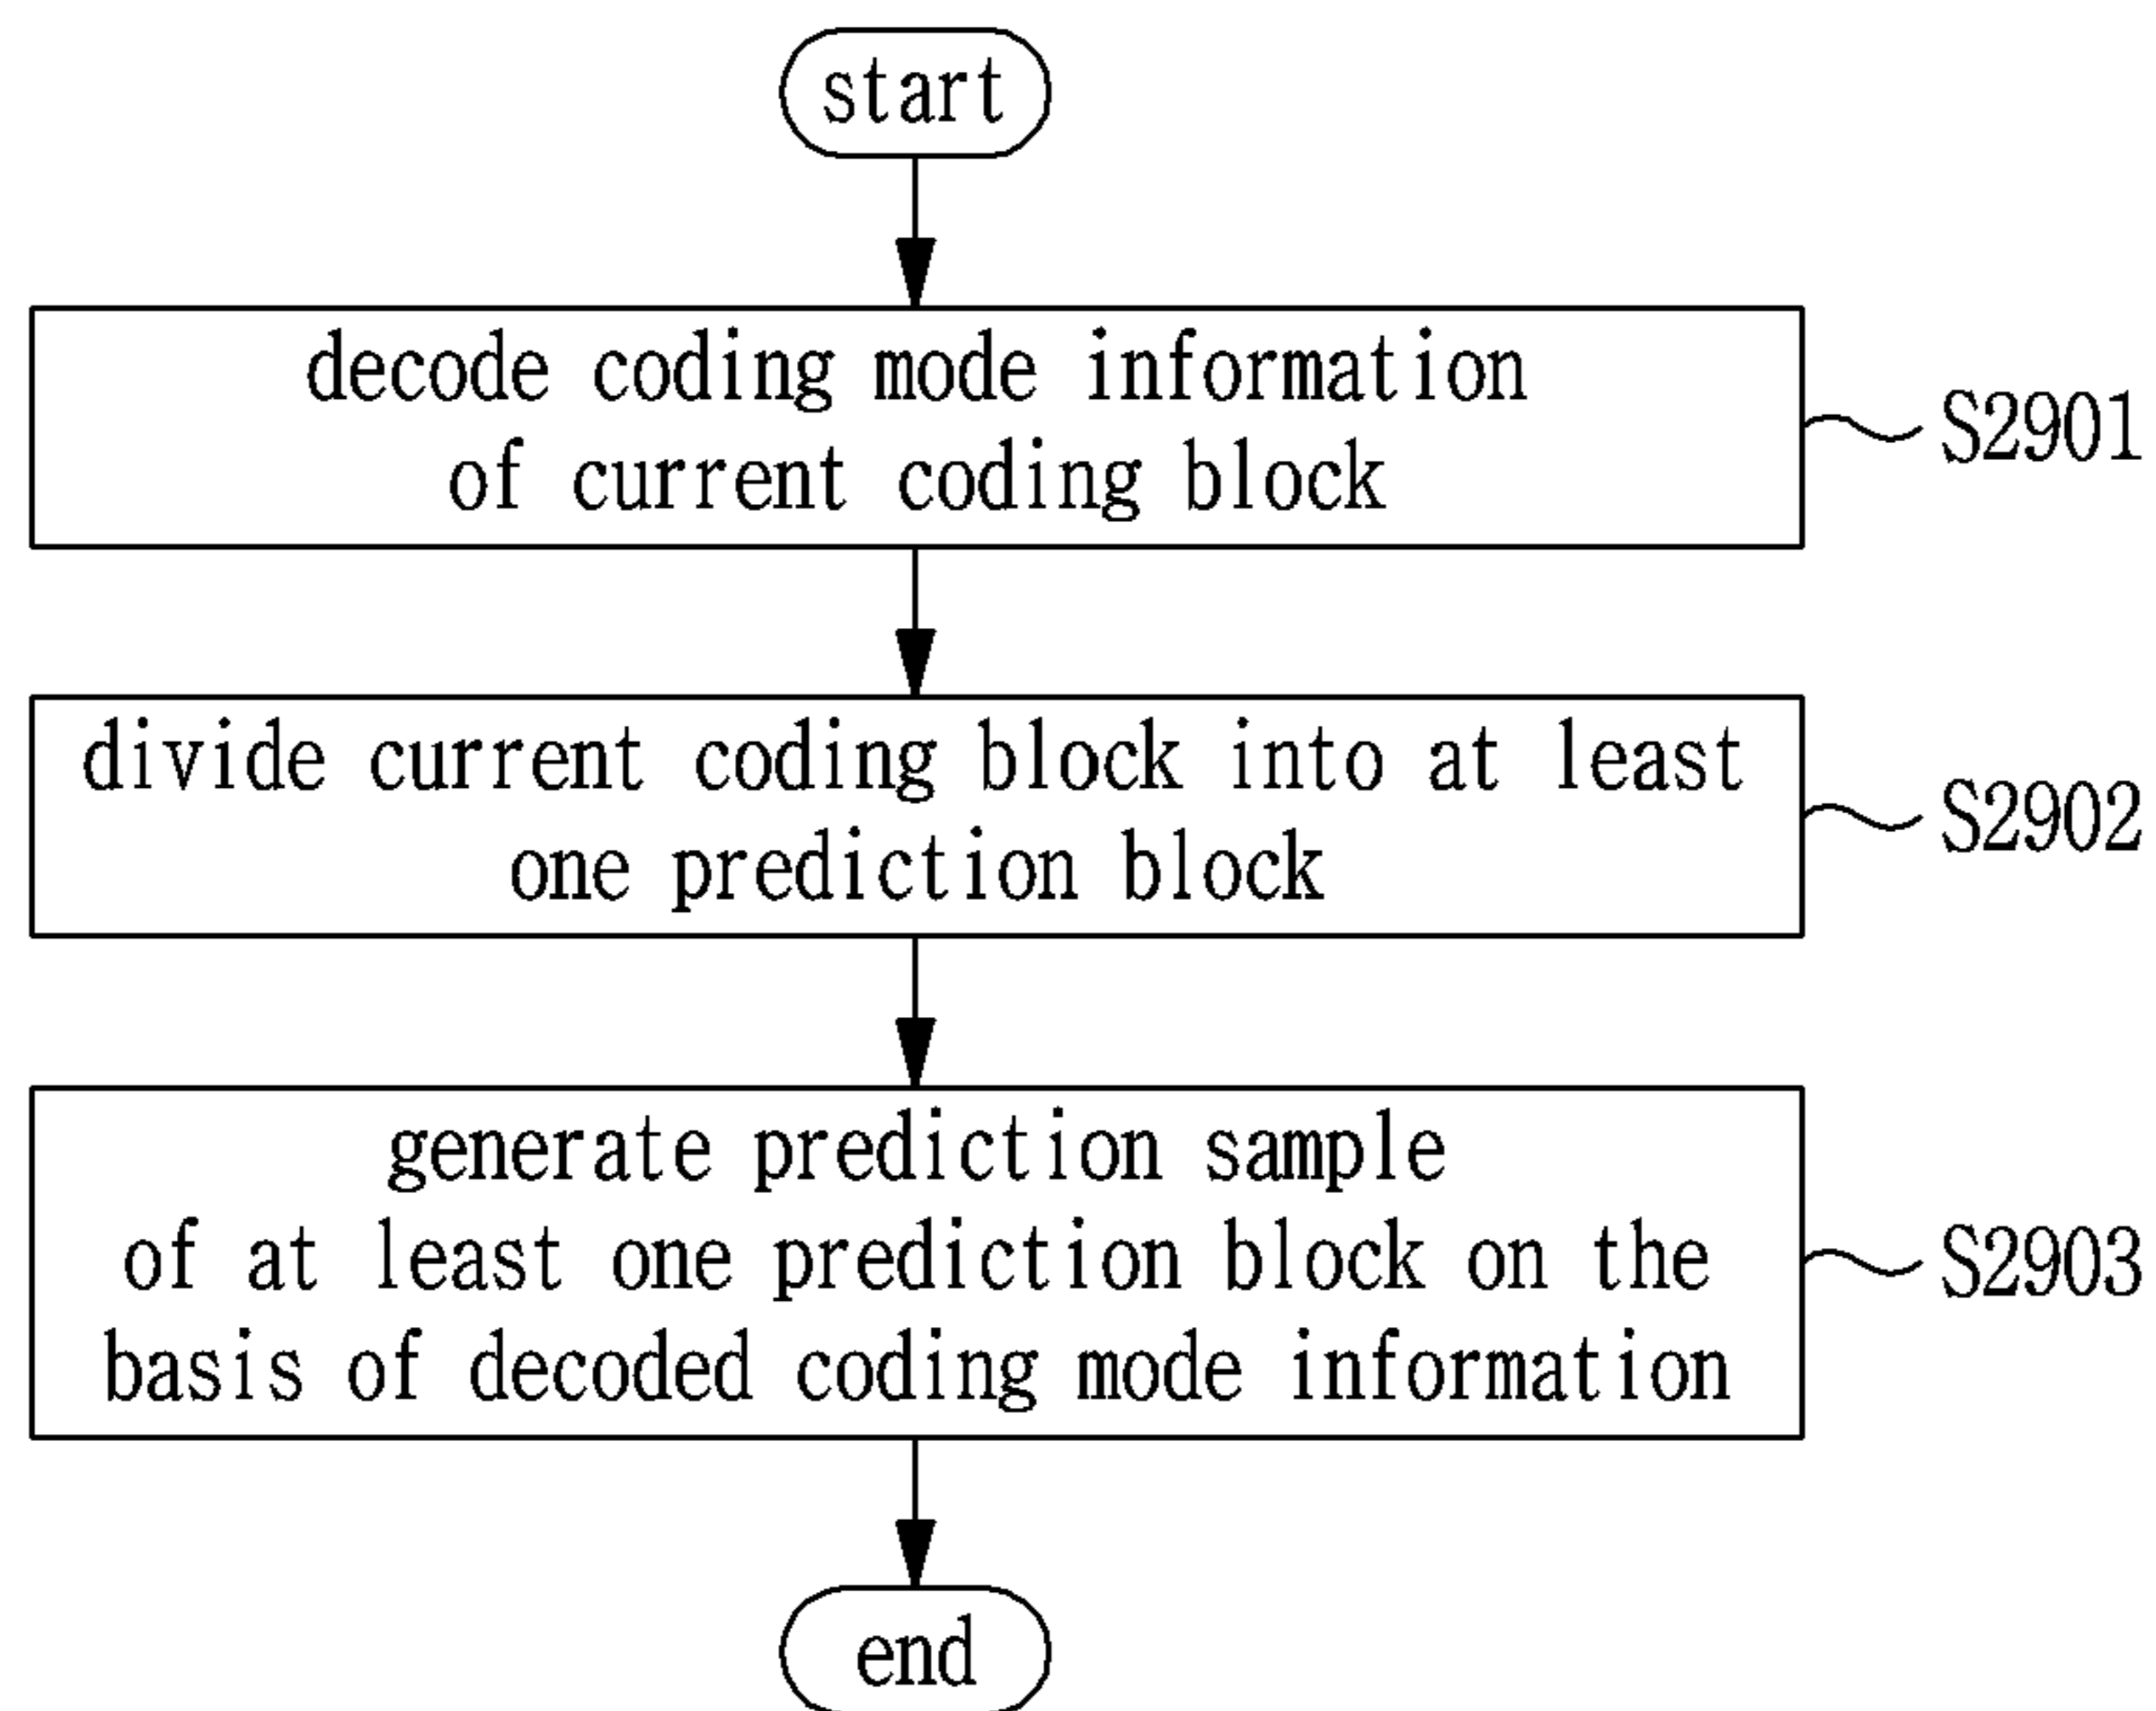 start
decode coding mode information
of current coding block
S2901
divide current coding block into at least
one prediction block
S2902
generate prediction sample
of at least one prediction block on the
basis of decoded coding mode information
S2903
end